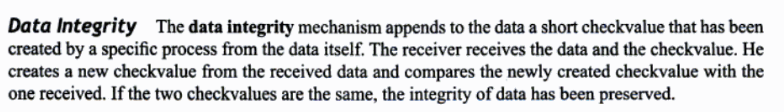 Data Integrity The data integrity mechanism appends to the data a short checkvalue that has been
created by a specific process from the data itself. The receiver receives the data and the checkvalue. He
creates a new checkvalue from the received data and compares the newly created checkvalue with the
one received. If the two checkvalues are the same, the integrity of data has been preserved.